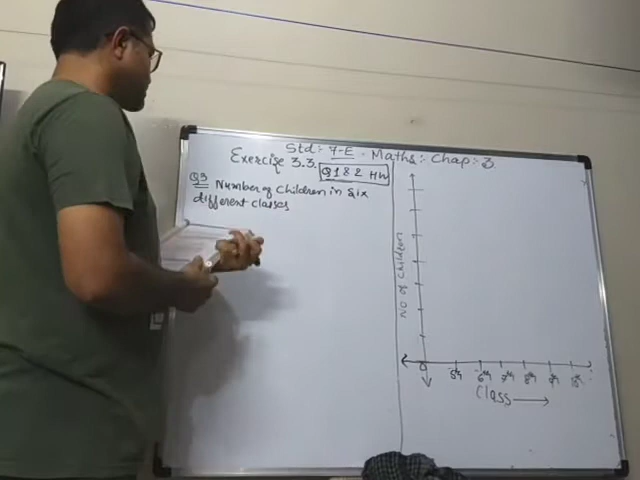 Std:- 7-E - Maths:- Chap:- 3
Exercise 3.3. Q1 & 2 HW
Q3 Number of Children in Six
different classes
NO of Children
0 5th 6th 7th 8th 9th 10th
Class